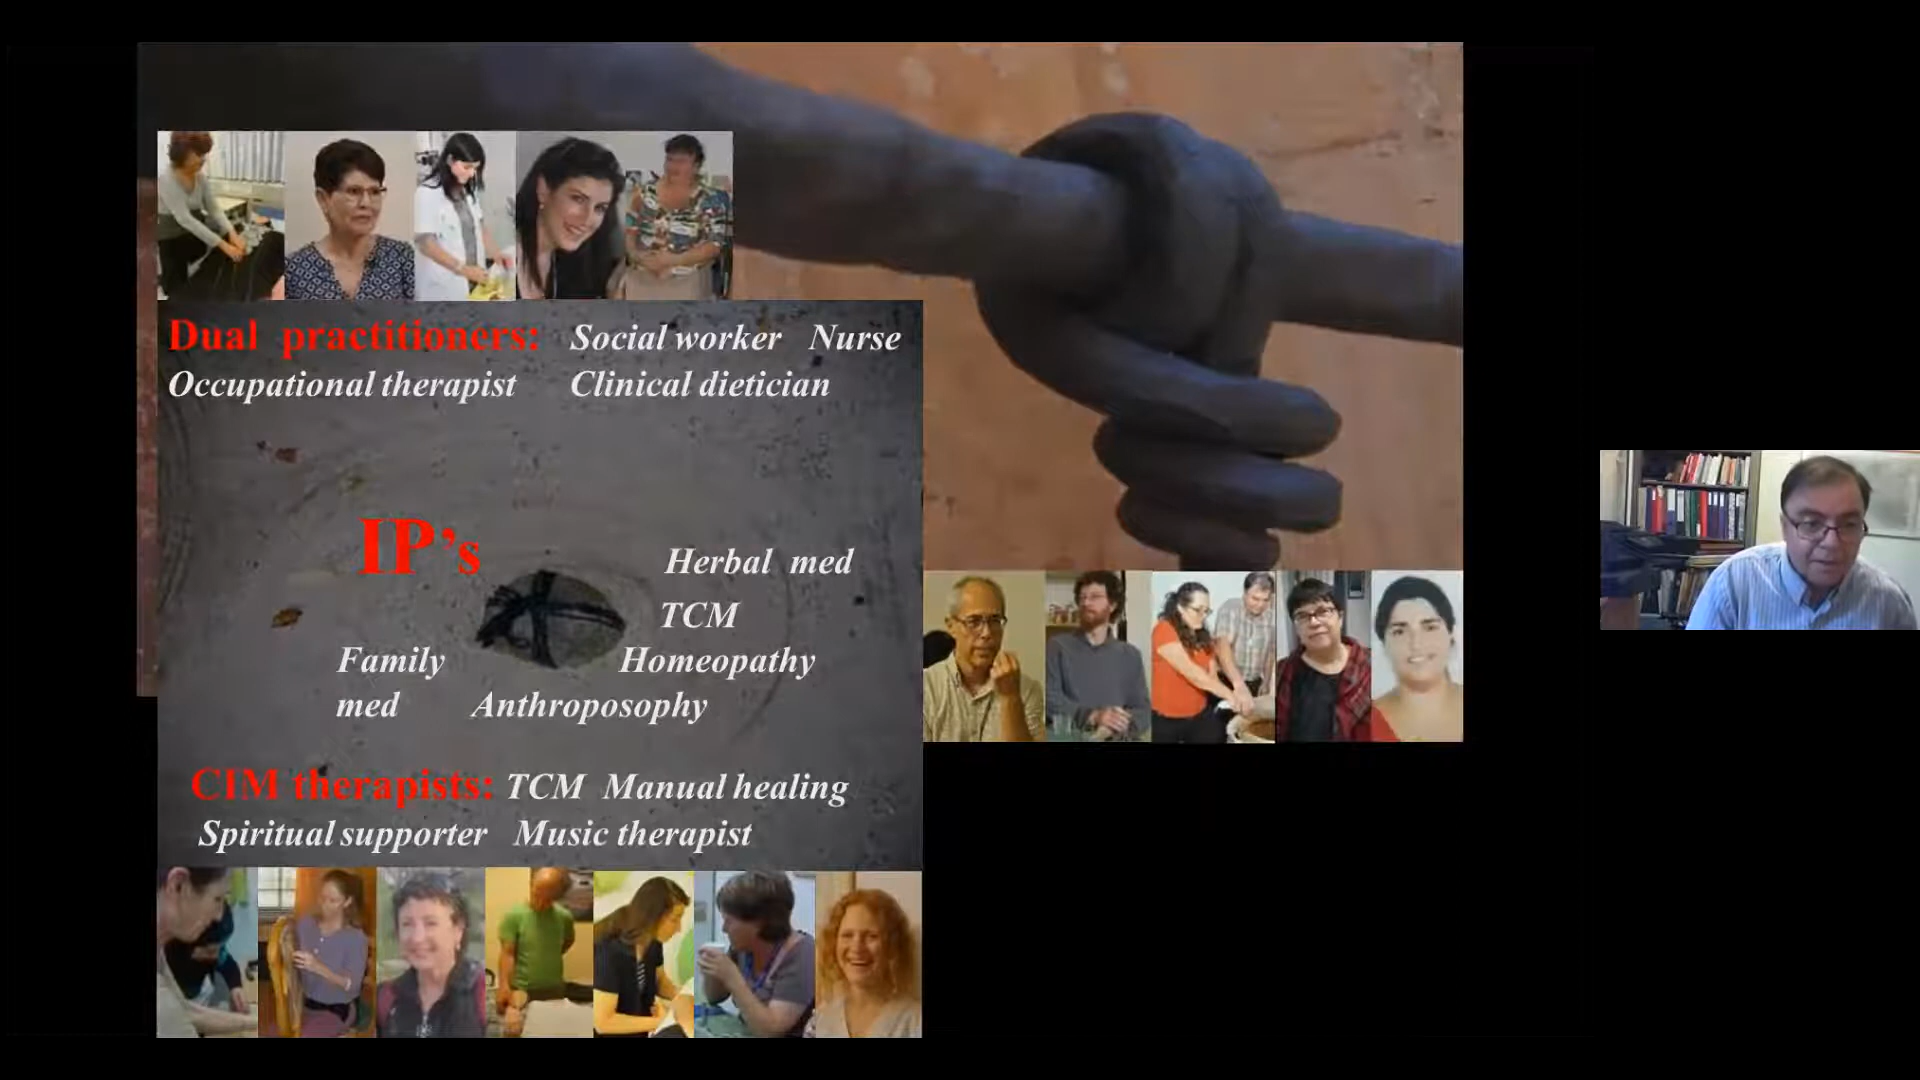 Dual practitioners: Social worker Nurse
Occupational therapist Clinical dietician
IP's
Herbal med
TCM
Family Homeopathy
med Anthroposophy
CIM therapists: TCM Manual healing
Spiritual supporter Music therapist